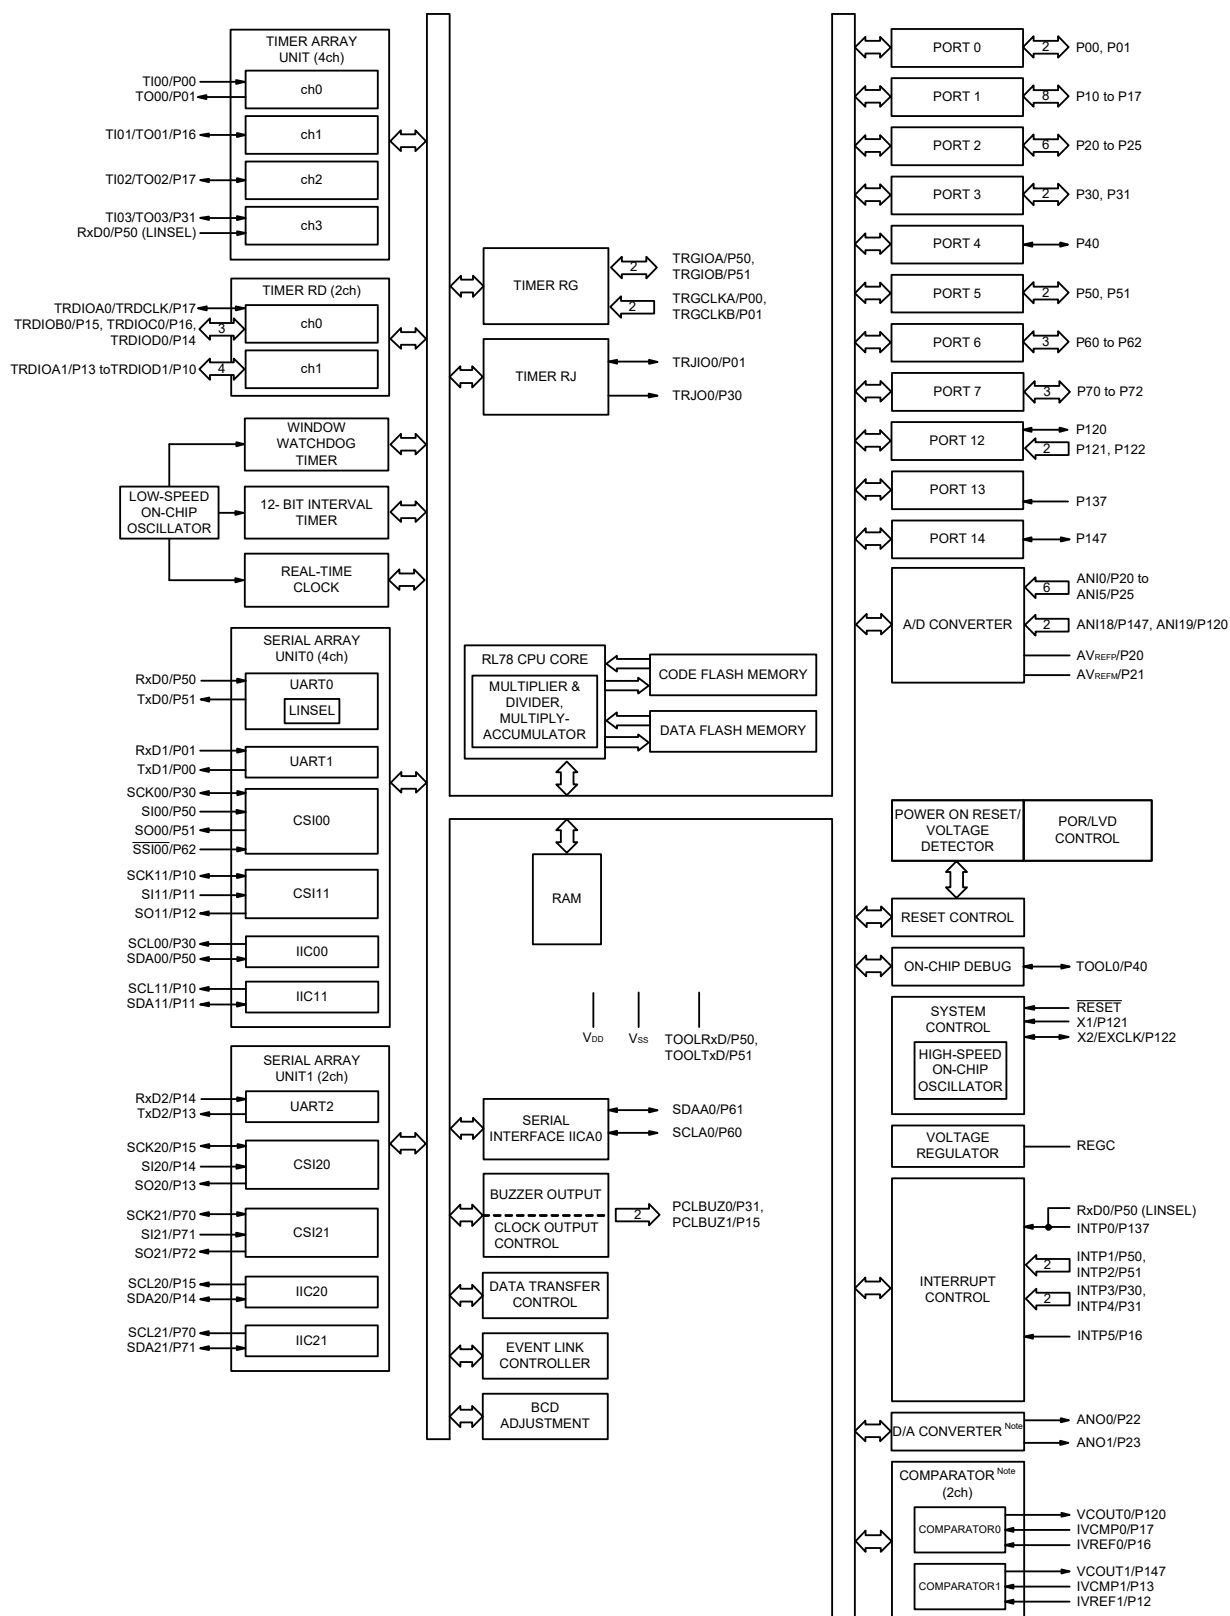 TIMER ARRAY
UNIT (4ch)
TI00/P00
TO00/P01
ch0
TI01/TO01/P16
ch1
TI02/TO02/P17
ch2
TI03/TO03/P31
RxD0/P50 (LINSEL)
ch3
TIMER RD (2ch)
TRDIOA0/TRDCLK/P17
TRDIOB0/P15, TRDIOC0/P16,
TRDIOD0/P14
3
ch0
TRDIOA1/P13 toTRDIOD1/P10
4
ch1
WINDOW
WATCHDOG
TIMER
LOW-SPEED
ON-CHIP
OSCILLATOR
12- BIT INTERVAL
TIMER
REAL-TIME
CLOCK
SERIAL ARRAY
UNIT0 (4ch)
RxD0/P50
TxD0/P51
UART0
LINSEL
RxD1/P01
TxD1/P00
UART1
SCK00/P30
SI00/P50
SO00/P51
SSI00/P62
CSI00
SCK11/P10
SI11/P11
SO11/P12
CSI11
SCL00/P30
SDA00/P50
IIC00
SCL11/P10
SDA11/P11
IIC11
SERIAL ARRAY
UNIT1 (2ch)
RxD2/P14
TxD2/P13
UART2
SCK20/P15
SI20/P14
SO20/P13
CSI20
SCK21/P70
SI21/P71
SO21/P72
CSI21
SCL20/P15
SDA20/P14
IIC20
SCL21/P70
SDA21/P71
IIC21
TIMER RG
2
TRGIOA/P50,
TRGIOB/P51
2
TRGCLKA/P00,
TRGCLKB/P01
TIMER RJ
TRJIO0/P01
TRJO0/P30
RL78 CPU CORE
MULTIPLIER &
DIVIDER,
MULTIPLY-
ACCUMULATOR
CODE FLASH MEMORY
DATA FLASH MEMORY
RAM
VDD
VSS
TOOLRxD/P50,
TOOLTxD/P51
SERIAL
INTERFACE IICA0
SDAA0/P61
SCLA0/P60
BUZZER OUTPUT
CLOCK OUTPUT
CONTROL
2
PCLBUZ0/P31,
PCLBUZ1/P15
DATA TRANSFER
CONTROL
EVENT LINK
CONTROLLER
BCD
ADJUSTMENT
PORT 0
2
P00, P01
PORT 1
8
P10 to P17
PORT 2
6
P20 to P25
PORT 3
2
P30, P31
PORT 4
P40
PORT 5
2
P50, P51
PORT 6
3
P60 to P62
PORT 7
3
P70 to P72
PORT 12
P120
2
P121, P122
PORT 13
P137
PORT 14
P147
A/D CONVERTER
6
ANI0/P20 to
ANI5/P25
2
ANI18/P147, ANI19/P120
AVREFP/P20
AVREFM/P21
POWER ON RESET/
VOLTAGE
DETECTOR
POR/LVD
CONTROL
RESET CONTROL
ON-CHIP DEBUG
TOOL0/P40
SYSTEM
CONTROL
HIGH-SPEED
ON-CHIP
OSCILLATOR
RESET
X1/P121
X2/EXCLK/P122
VOLTAGE
REGULATOR
REGC
INTERRUPT
CONTROL
RxD0/P50 (LINSEL)
INTP0/P137
2
INTP1/P50,
INTP2/P51
2
INTP3/P30,
INTP4/P31
INTP5/P16
D/A CONVERTER Note
ANO0/P22
ANO1/P23
COMPARATOR Note
(2ch)
COMPARATOR0
VCOUT0/P120
IVCMP0/P17
IVREF0/P16
COMPARATOR1
VCOUT1/P147
IVCMP1/P13
IVREF1/P12